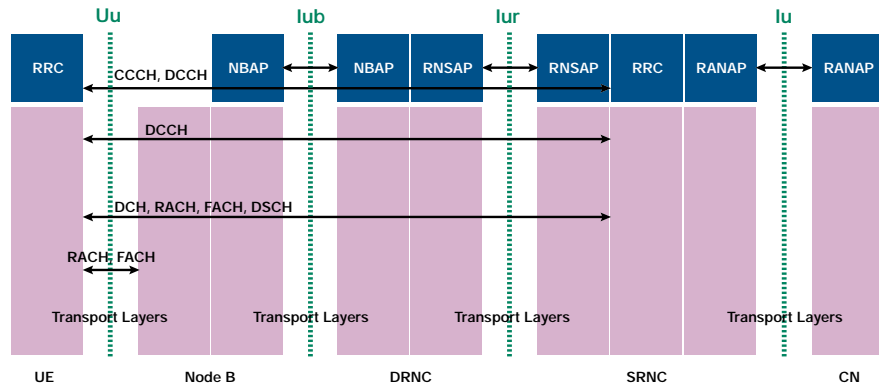 Uu Iub Iur Iu
RRC NBAP NBAP RNSAP RNSAP RRC RANAP RANAP
CCCH, DCCH
DCCH
DCH, RACH, FACH, DSCH
RACH, FACH
Transport Layers Transport Layers Transport Layers Transport Layers
UE Node B DRNC SRNC CN